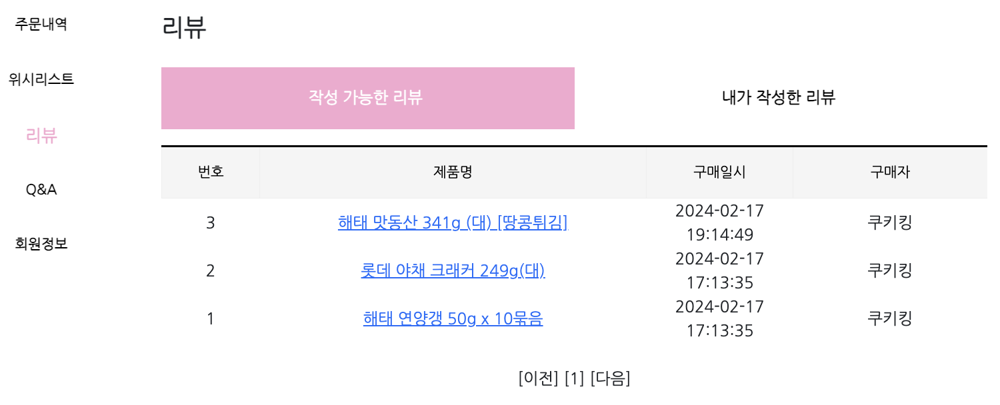 주문내역
위시리스트
리뷰
Q&A
회원정보
리뷰
작성 가능한 리뷰
내가 작성한 리뷰
번호 제품명 구매일시 구매자
3 해태 맛동산 341g (대) [땅콩튀김] 2024-02-17 19:14:49 쿠키킹
2 롯데 야채 크래커 249g(대) 2024-02-17 17:13:35 쿠키킹
1 해태 연양갱 50g x 10묶음 2024-02-17 17:13:35 쿠키킹
[이전] [1] [다음]